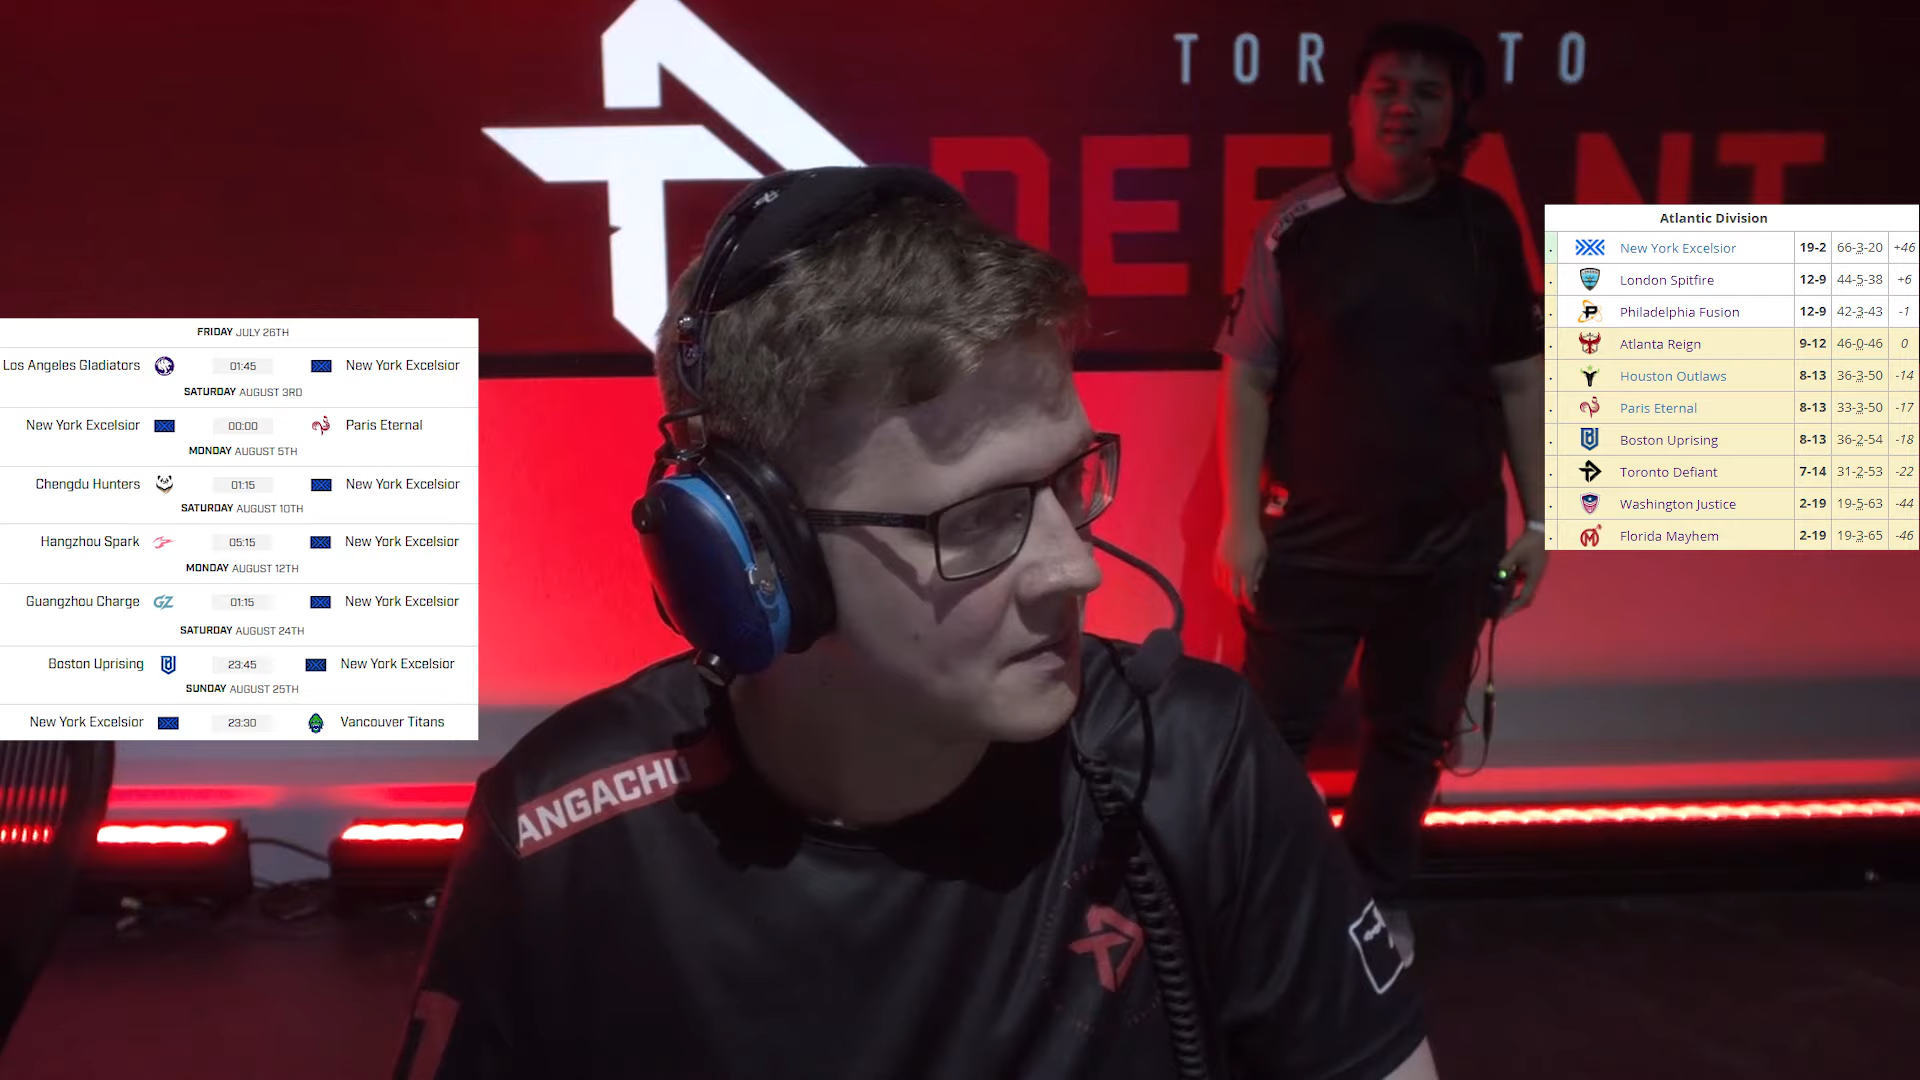 TOR TO
DEF ANT
FRIDAY JULY 26TH
Los Angeles Gladiators 01:45 New York Excelsior
SATURDAY AUGUST 3RD
New York Excelsior 00:00 Paris Eternal
MONDAY AUGUST 5TH
Chengdu Hunters 01:15 New York Excelsior
SATURDAY AUGUST 10TH
Hangzhou Spark 05:15 New York Excelsior
MONDAY AUGUST 12TH
Guangzhou Charge GZ 01:15 New York Excelsior
SATURDAY AUGUST 24TH
Boston Uprising 23:45 New York Excelsior
SUNDAY AUGUST 25TH
New York Excelsior 23:30 Vancouver Titans
Atlantic Division
New York Excelsior 19-2 66-3-20 +46
London Spitfire 12-9 44-5-38 +6
Philadelphia Fusion 12-9 42-3-43 -1
Atlanta Reign 9-12 46-0-46 0
Houston Outlaws 8-13 36-3-50 -14
Paris Eternal 8-13 33-3-50 -17
Boston Uprising 8-13 36-2-54 -18
Toronto Defiant 7-14 31-2-53 -22
Washington Justice 2-19 19-5-63 -44
Florida Mayhem 2-19 19-3-65 -46
ANGACHU